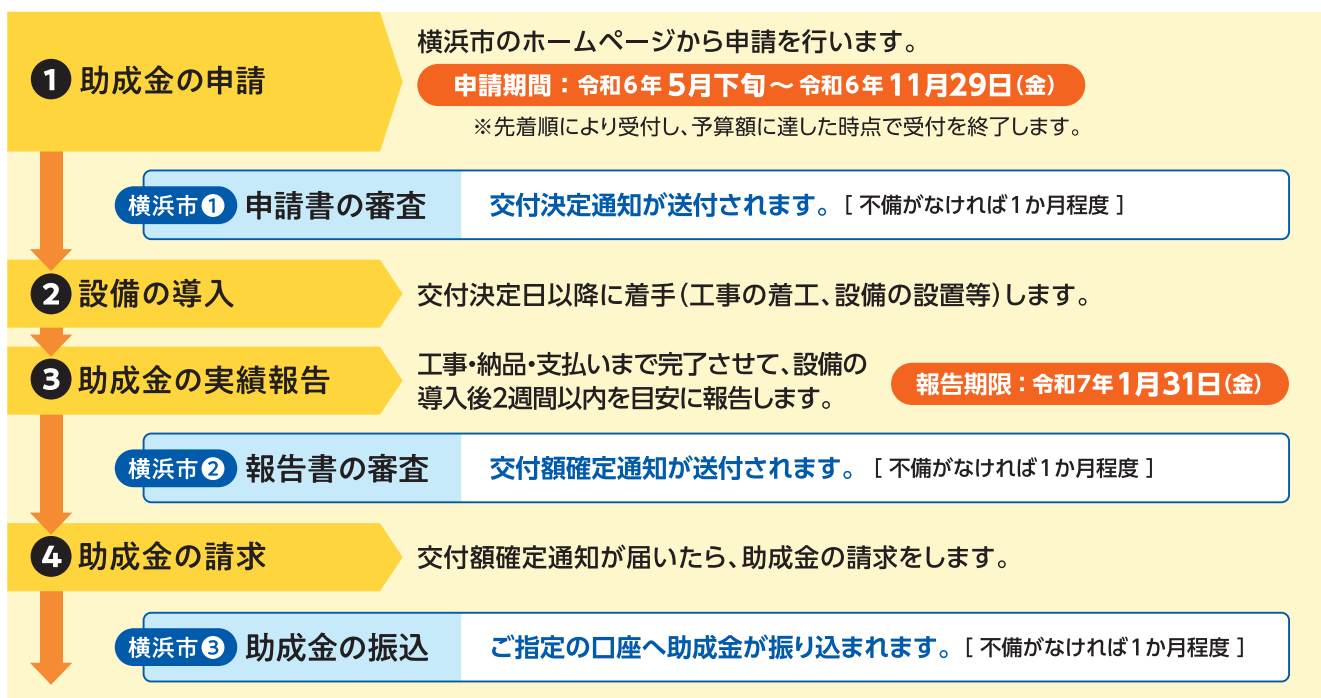 ❶助成金の申請
横浜市のホームページから申請を行います。
申請期間：令和6年 5月下旬～令和6年 11月29日(金)
※先着順により受付し、予算額に達した時点で受付を終了します。
横浜市❶ 申請書の審査 交付決定通知が送付されます。[ 不備がなければ1か月程度 ]
❷設備の導入 交付決定日以降に着手(工事の着工、設備の設置等)します。
❸助成金の実績報告
工事・納品・支払いまで完了させて、設備の
導入後2週間以内を目安に報告します。
報告期限：令和7年 1月31日(金)
横浜市❷ 報告書の審査 交付額確定通知が送付されます。[ 不備がなければ1か月程度 ]
❹助成金の請求 交付額確定通知が届いたら、助成金の請求をします。
横浜市❸ 助成金の振込 ご指定の口座へ助成金が振り込まれます。[ 不備がなければ1か月程度 ]